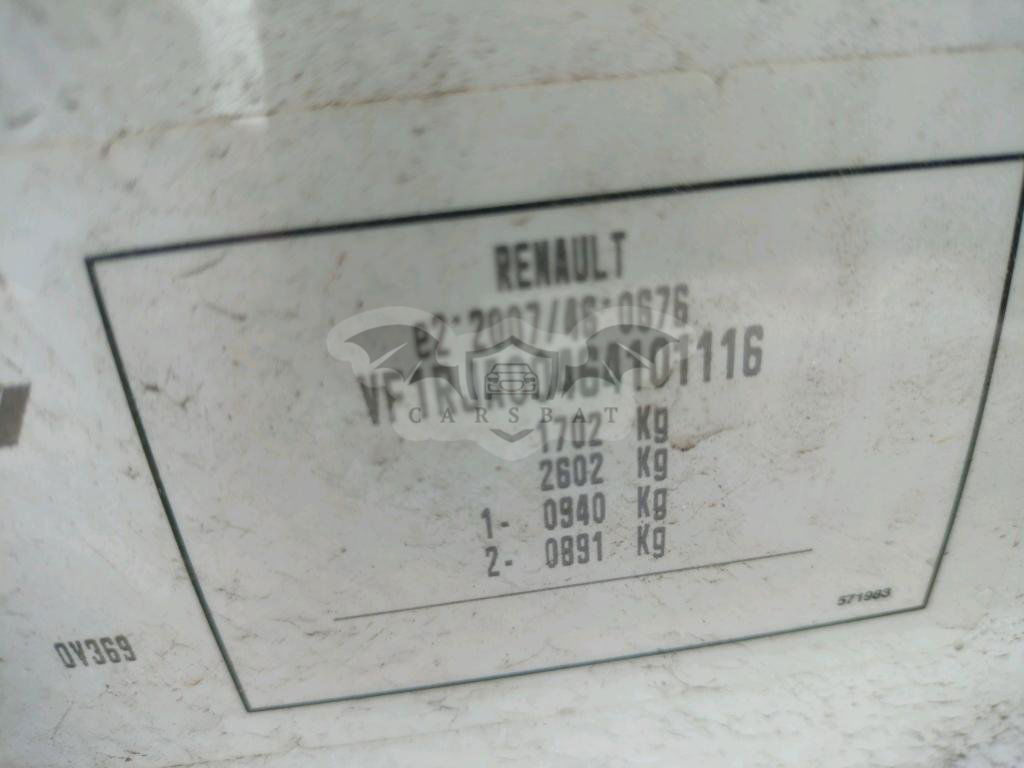 RENAULT
e2*2007/46*0676
CARSBAT
1702 Kg
2602 Kg
1- 0940 Kg
2- 0891 Kg
571983
0V369